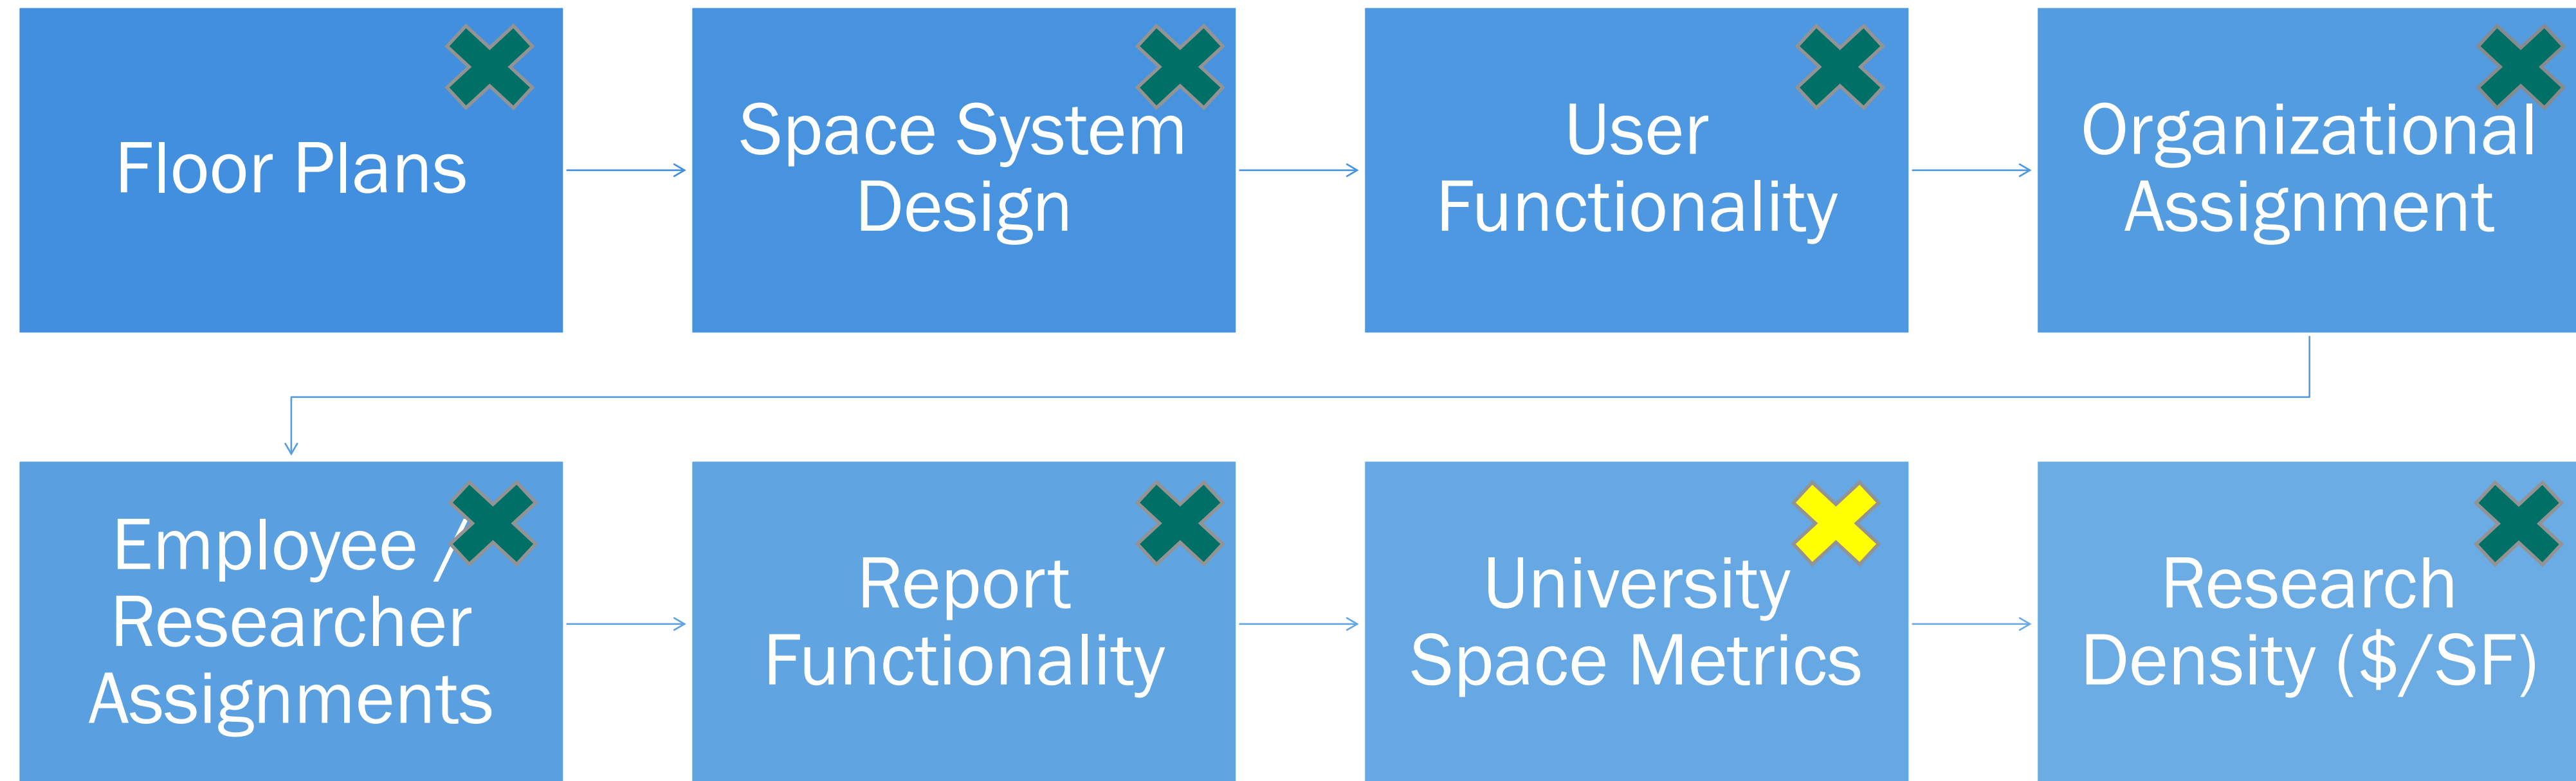 Floor Plans
Space System
Design
User
Functionality
Organizational
Assignment
Employee /
Researcher
Assignments
Report
Functionality
University
Space Metrics
Research
Density ($/SF)